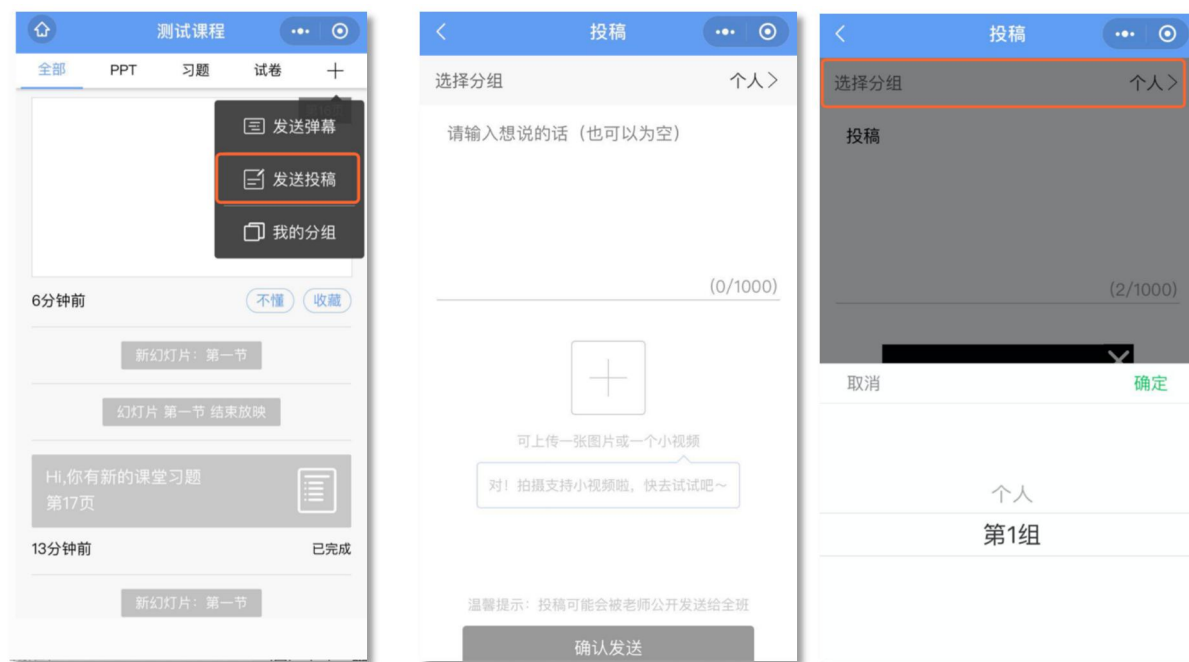 测试课程
全部 PPT 习题 试卷
发送弹幕
发送投稿
我的分组
6分钟前 不懂 收藏
新幻灯片：第一节
幻灯片 第一节 结束放映
Hi,你有新的课堂习题
第17页
13分钟前 已完成
新幻灯片：第一节
投稿
选择分组 个人
请输入想说的话（也可以为空）
(0/1000)
可上传一张图片或一个小视频
对！拍摄支持小视频啦，快去试试吧～
温馨提示：投稿可能会被老师公开发送给全班
确认发送
投稿
选择分组 个人
投稿
(2/1000)
取消 确定
个人
第1组